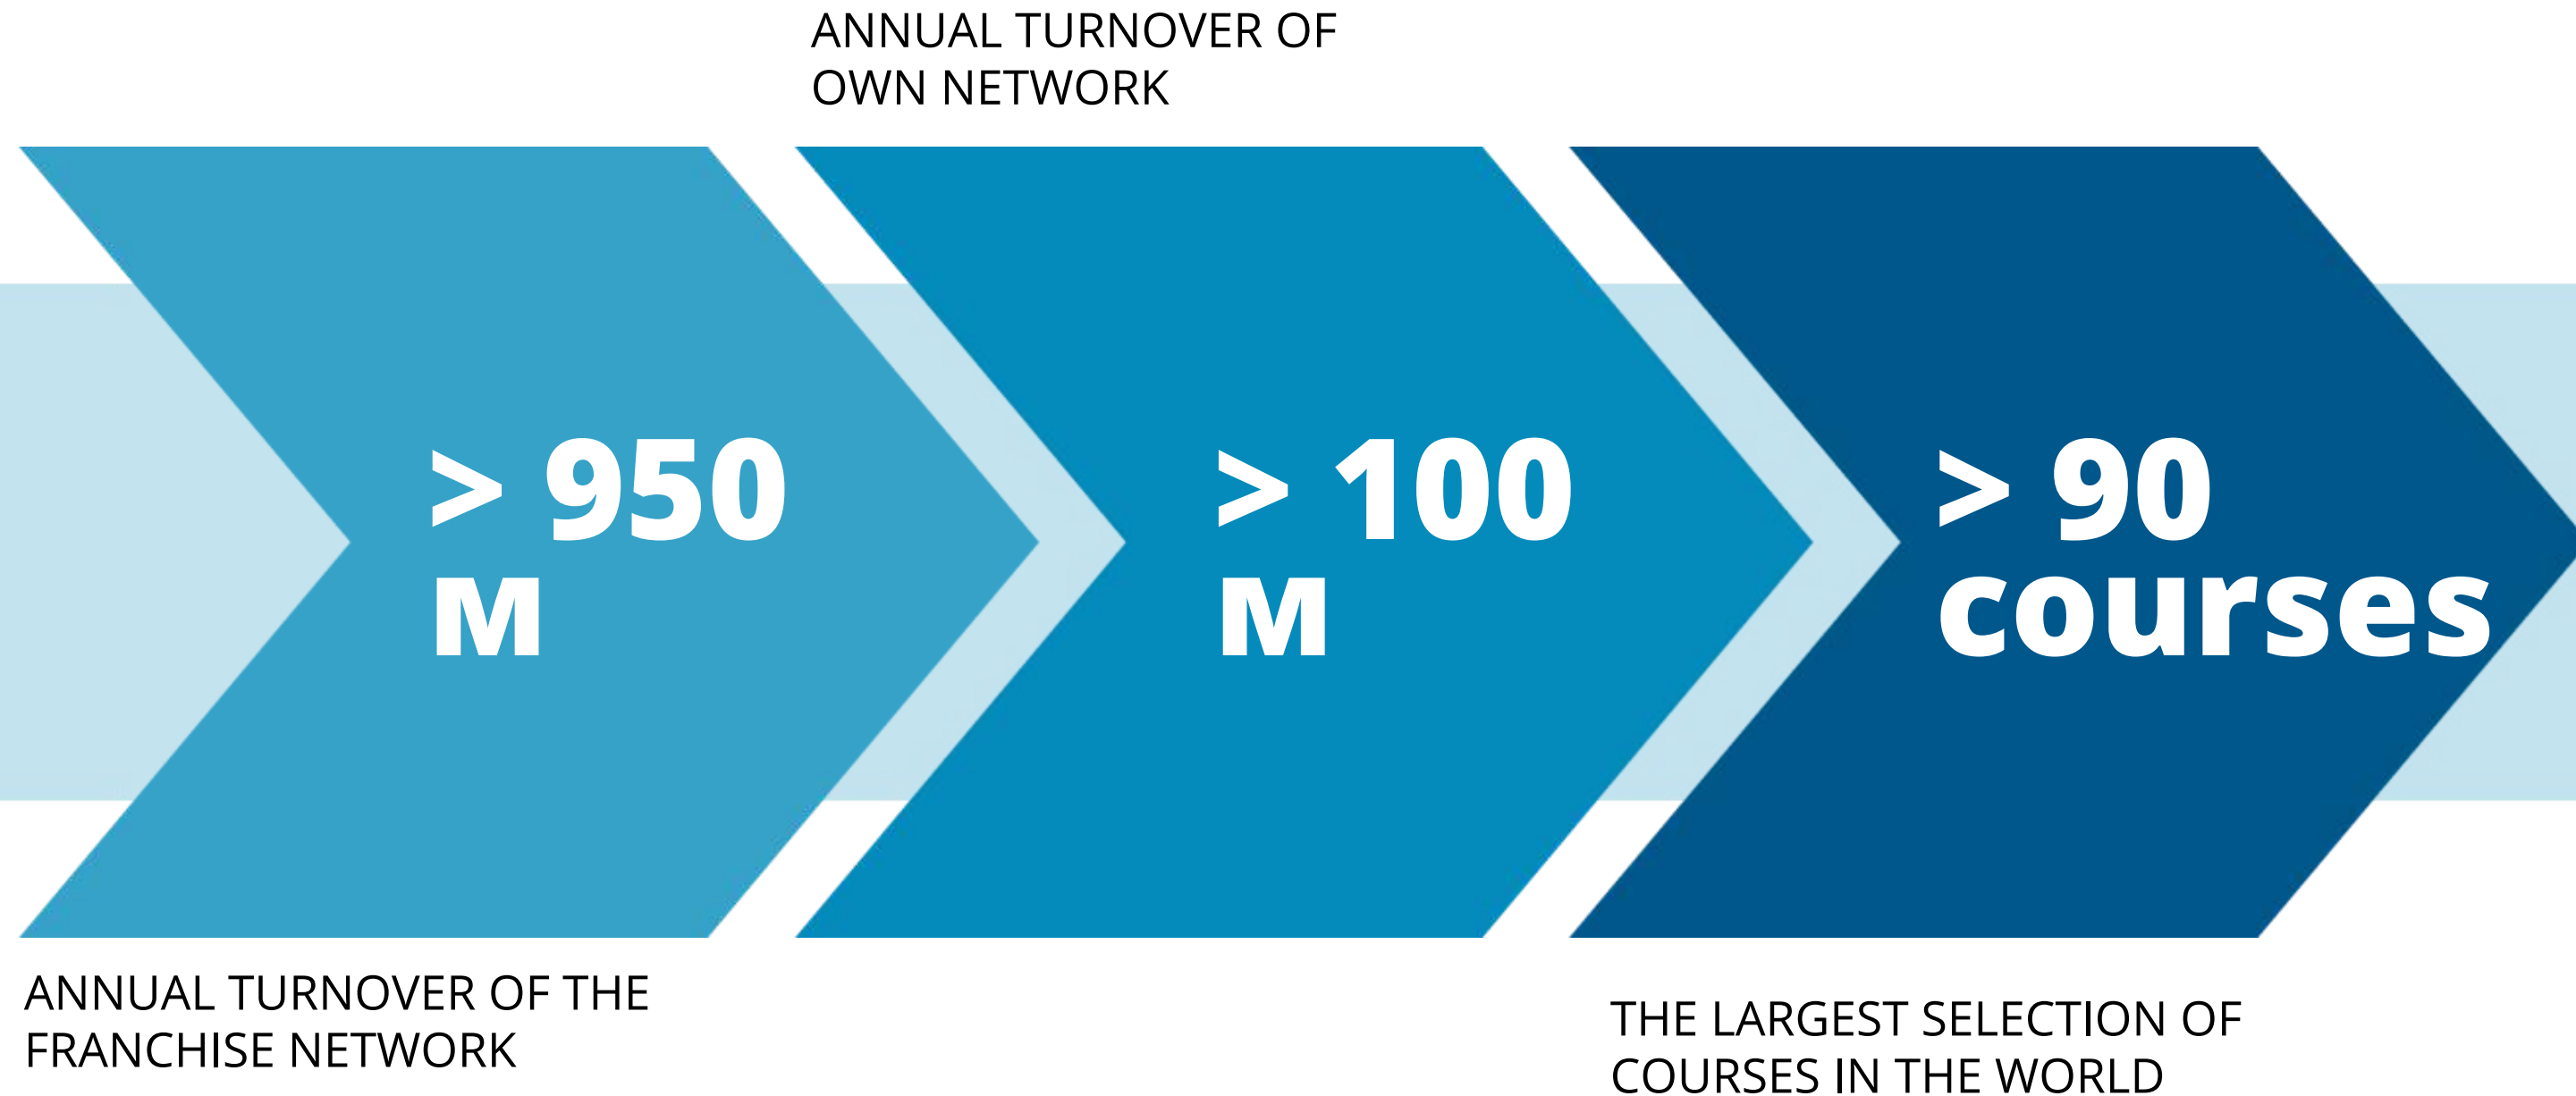 ANNUAL TURNOVER OF
OWN NETWORK
> 950
м
> 100
м
> 90
courses
ANNUAL TURNOVER OF THE
FRANCHISE NETWORK
THE LARGEST SELECTION OF
COURSES IN THE WORLD